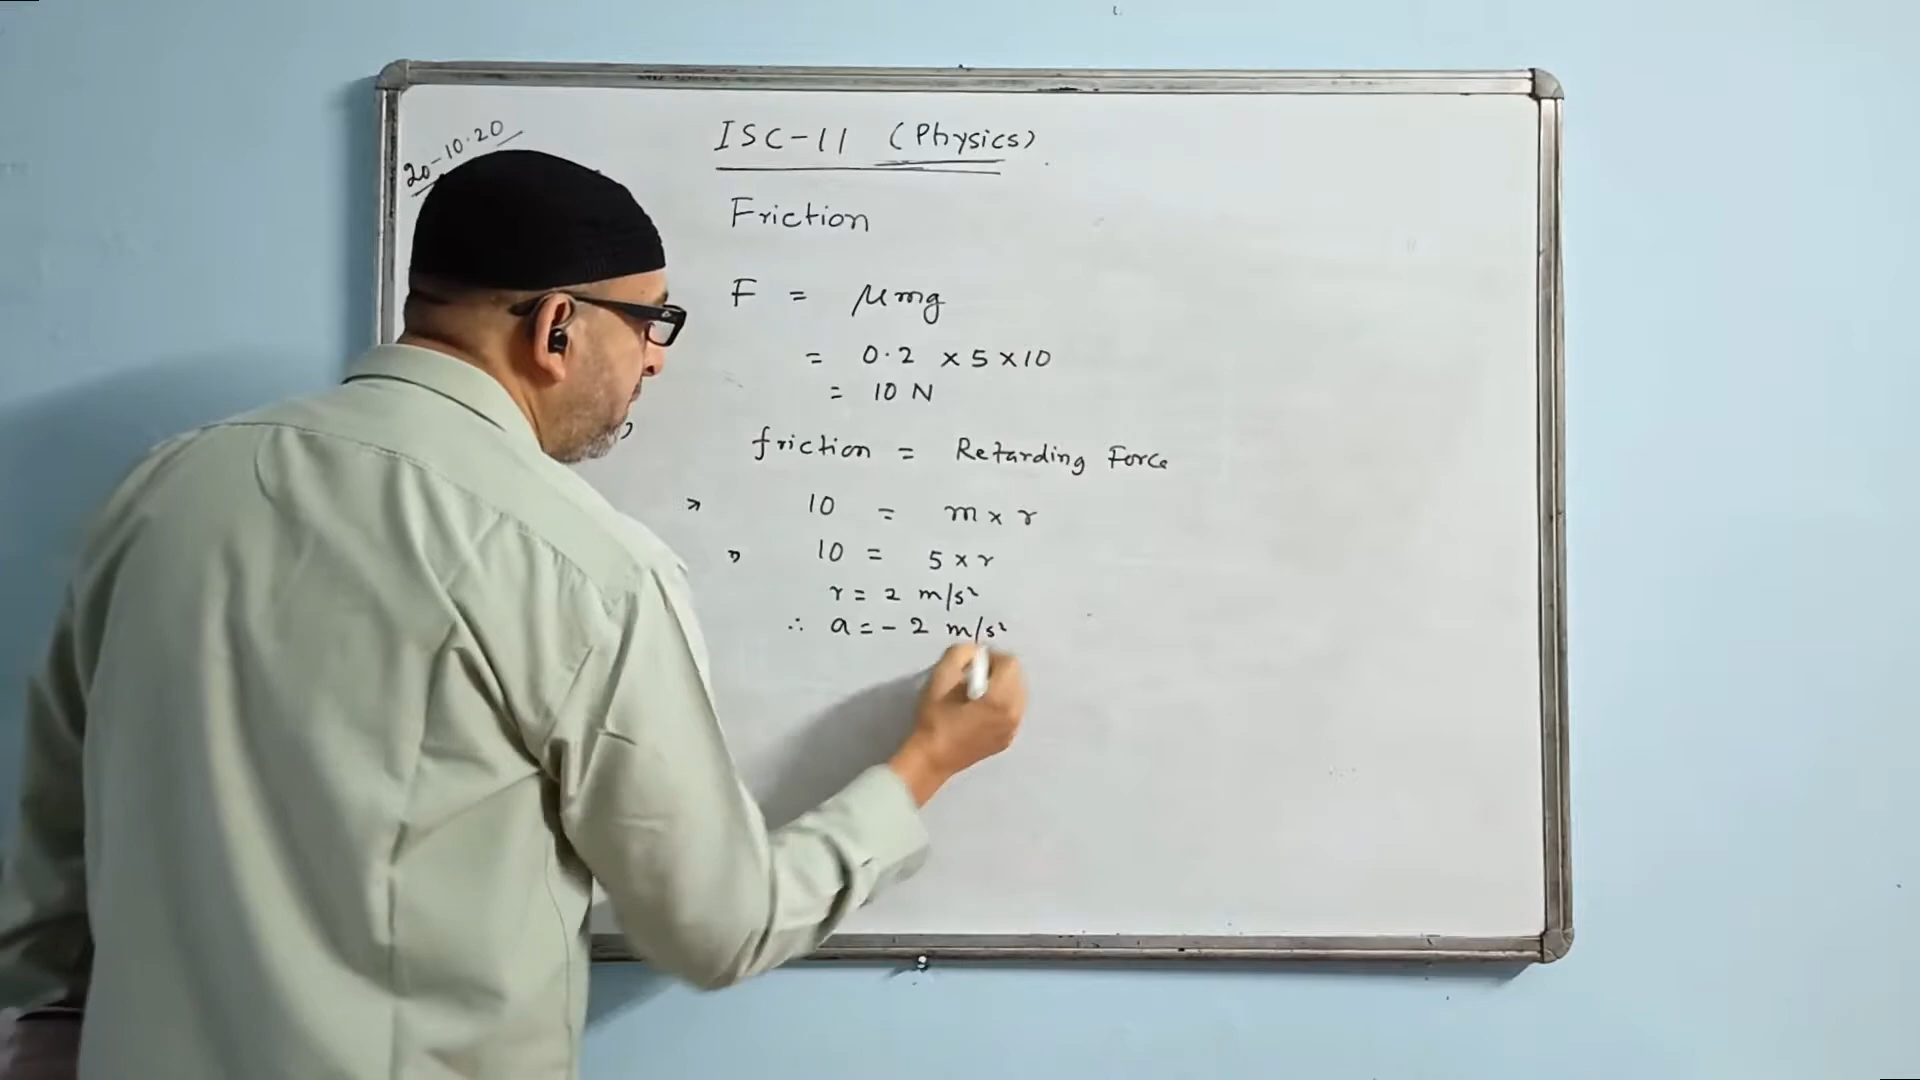 20-10.20
ISC-11 (Physics)
Friction
F = μmg
= 0.2 × 5 × 10
= 10 N
friction = Retarding Force
10 = m × r
10 = 5 × r
r = 2 m/s²
∴ a = - 2 m/s²